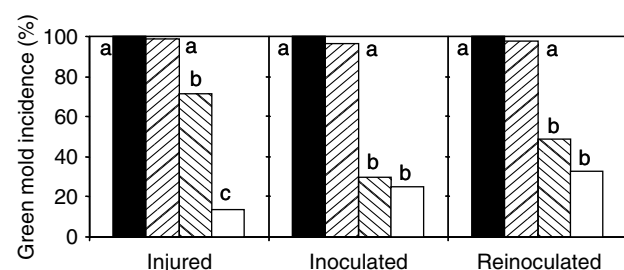 Green mold incidence (%)
100
80
60
40
20
0
a
a
b
c
a
a
b
b
a
a
b
b
Injured
Inoculated
Reinoculated